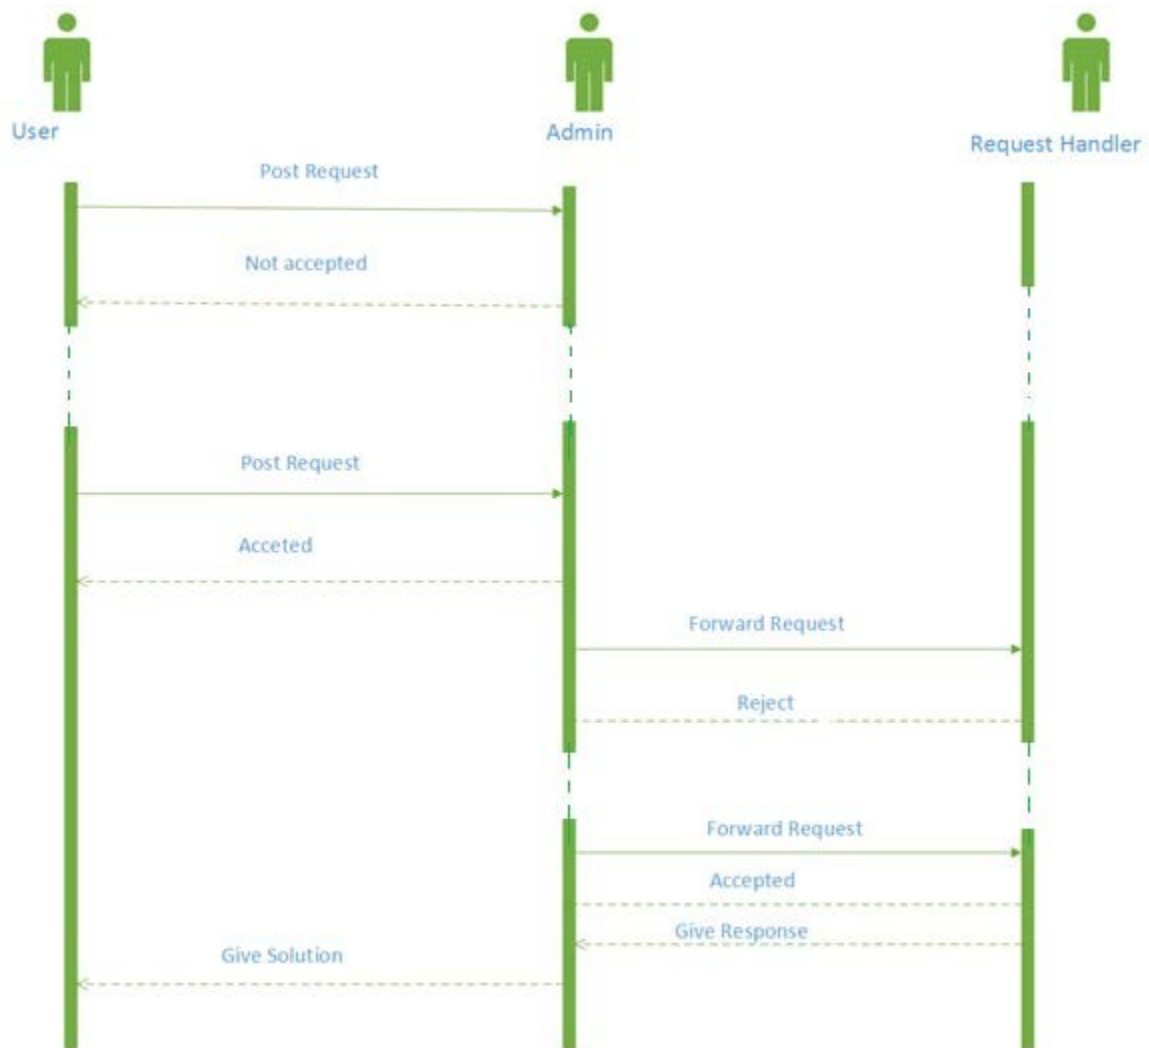 User
Admin
Request Handler
Post Request
Not accepted
Post Request
Acceted
Forward Request
Reject
Forward Request
Accepted
Give Response
Give Solution